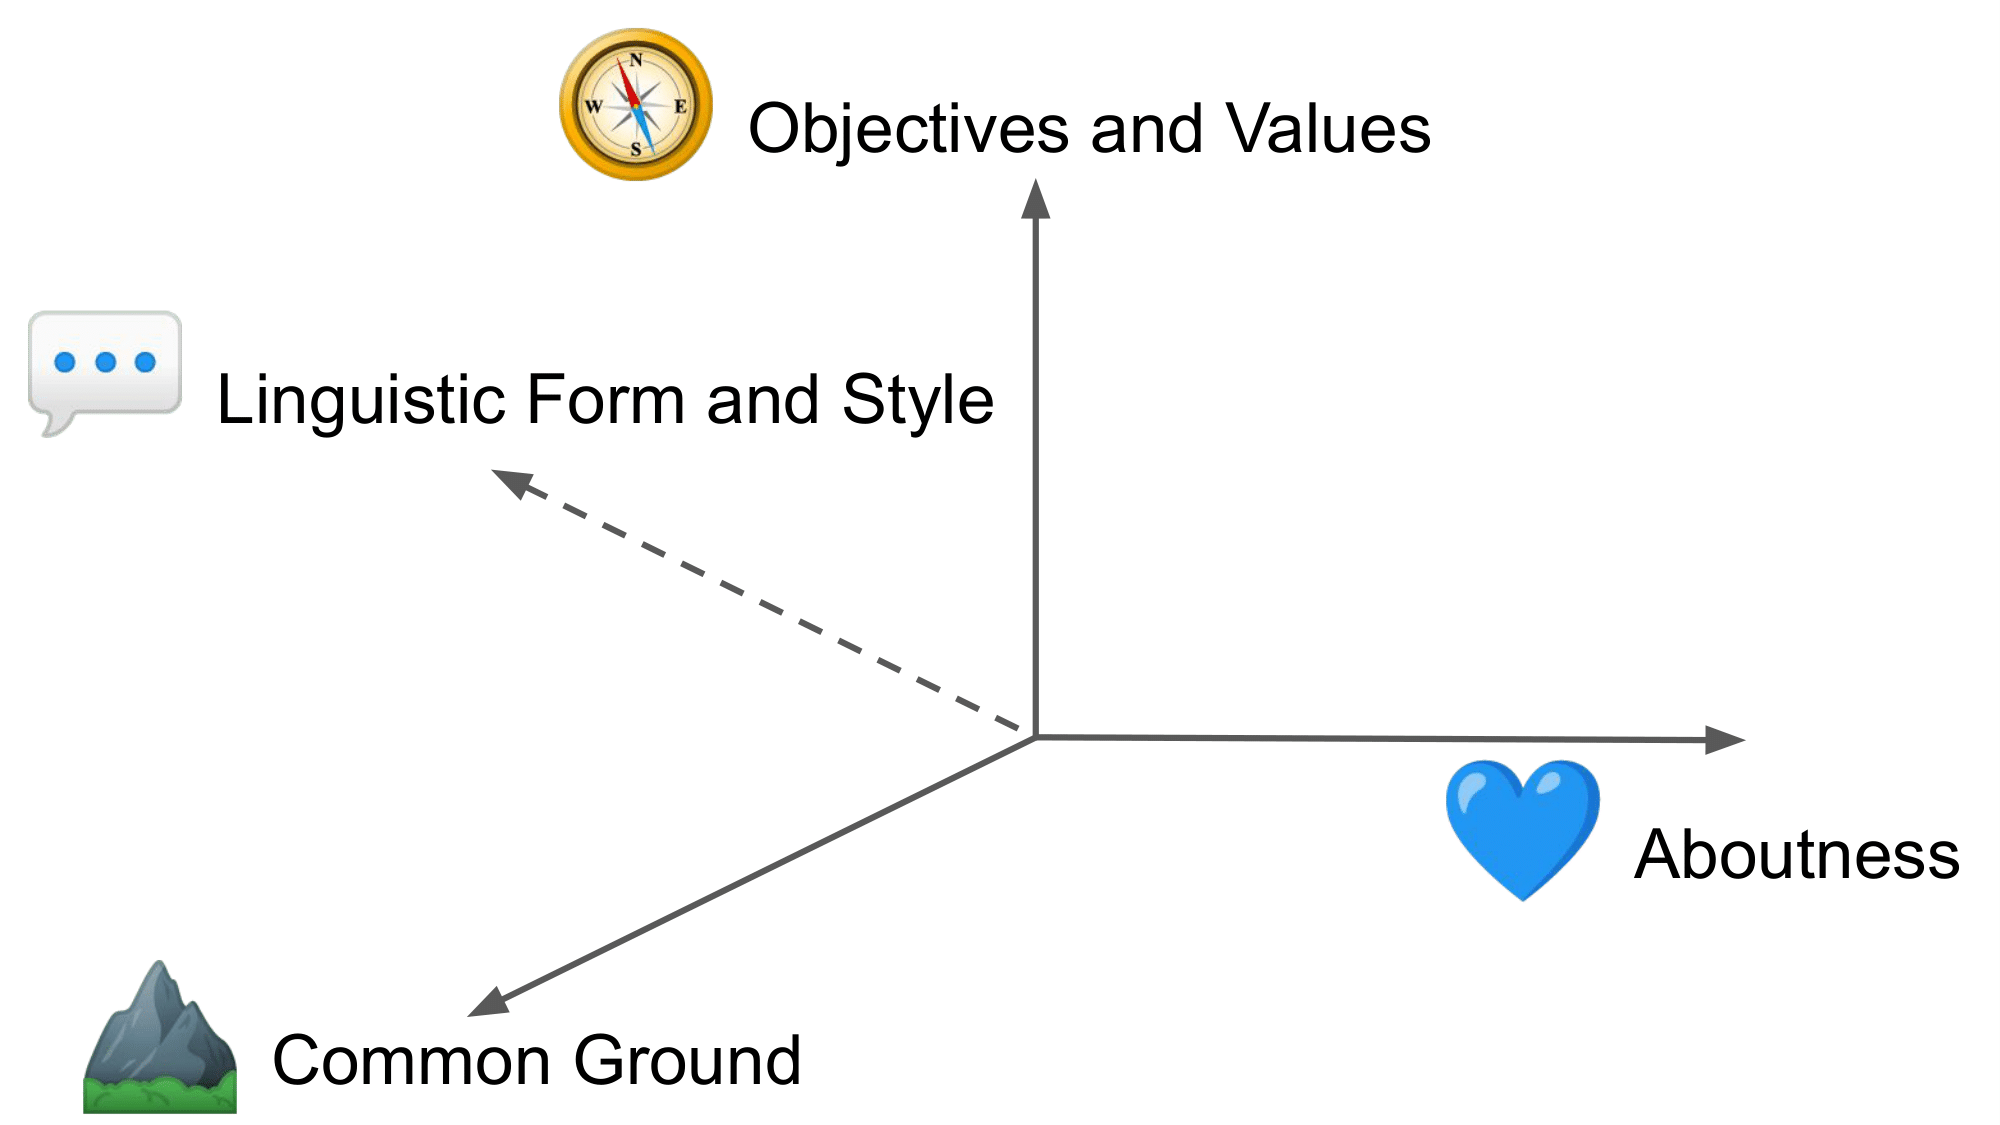 N
W E
S
Objectives and Values
Linguistic Form and Style
Aboutness
Common Ground